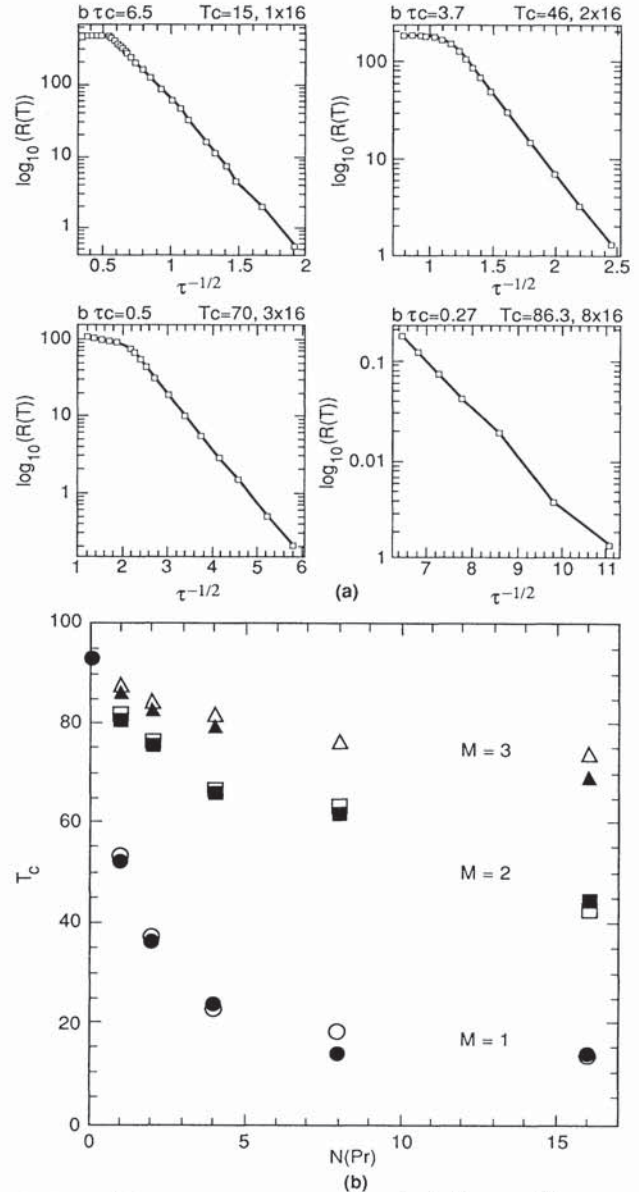 b τc=6.5 Tc=15, 1x16
log10(R(T))
100
10
1
0.5 1 1.5 2
τ-1/2
b τc=3.7 Tc=46, 2x16
log10(R(T))
100
10
1
1 1.5 2 2.5
τ-1/2
b τc=0.5 Tc=70, 3x16
log10(R(T))
100
10
1
1 2 3 4 5 6
τ-1/2
b τc=0.27 Tc=86.3, 8x16
log10(R(T))
0.1
0.01
1
7 8 9 10 11
τ-1/2
(a)
100
80
60
40
20
0
Tc
M = 3
M = 2
M = 1
0 5 10 15
N(Pr)
(b)